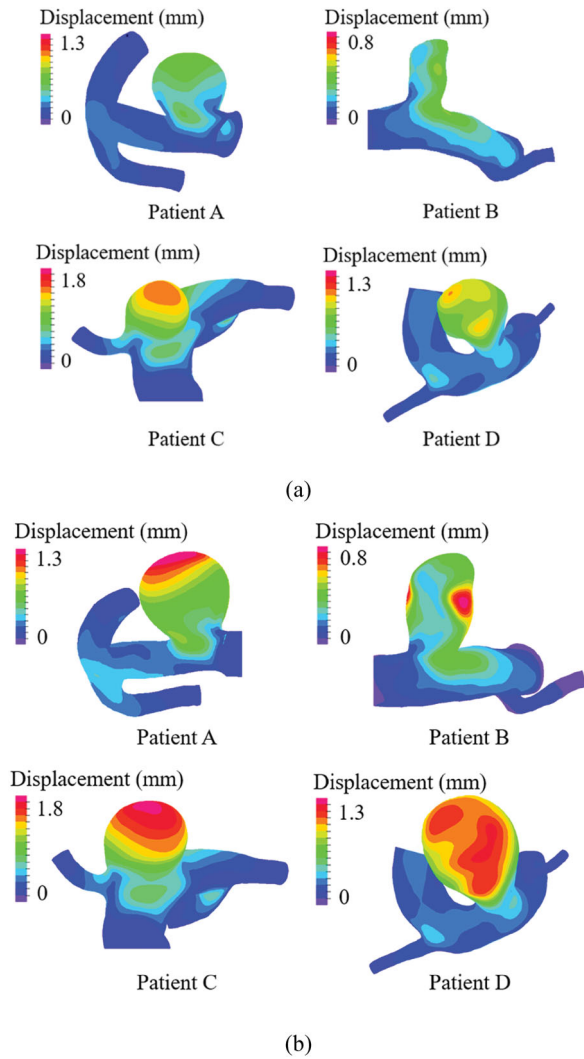 Displacement (mm)
1.3
0
Patient A
Displacement (mm)
0.8
0
Patient B
Displacement (mm)
1.8
0
Patient C
Displacement (mm)
1.3
0
Patient D
(a)
Displacement (mm)
1.3
0
Patient A
Displacement (mm)
0.8
0
Patient B
Displacement (mm)
1.8
0
Patient C
Displacement (mm)
1.3
0
Patient D
(b)